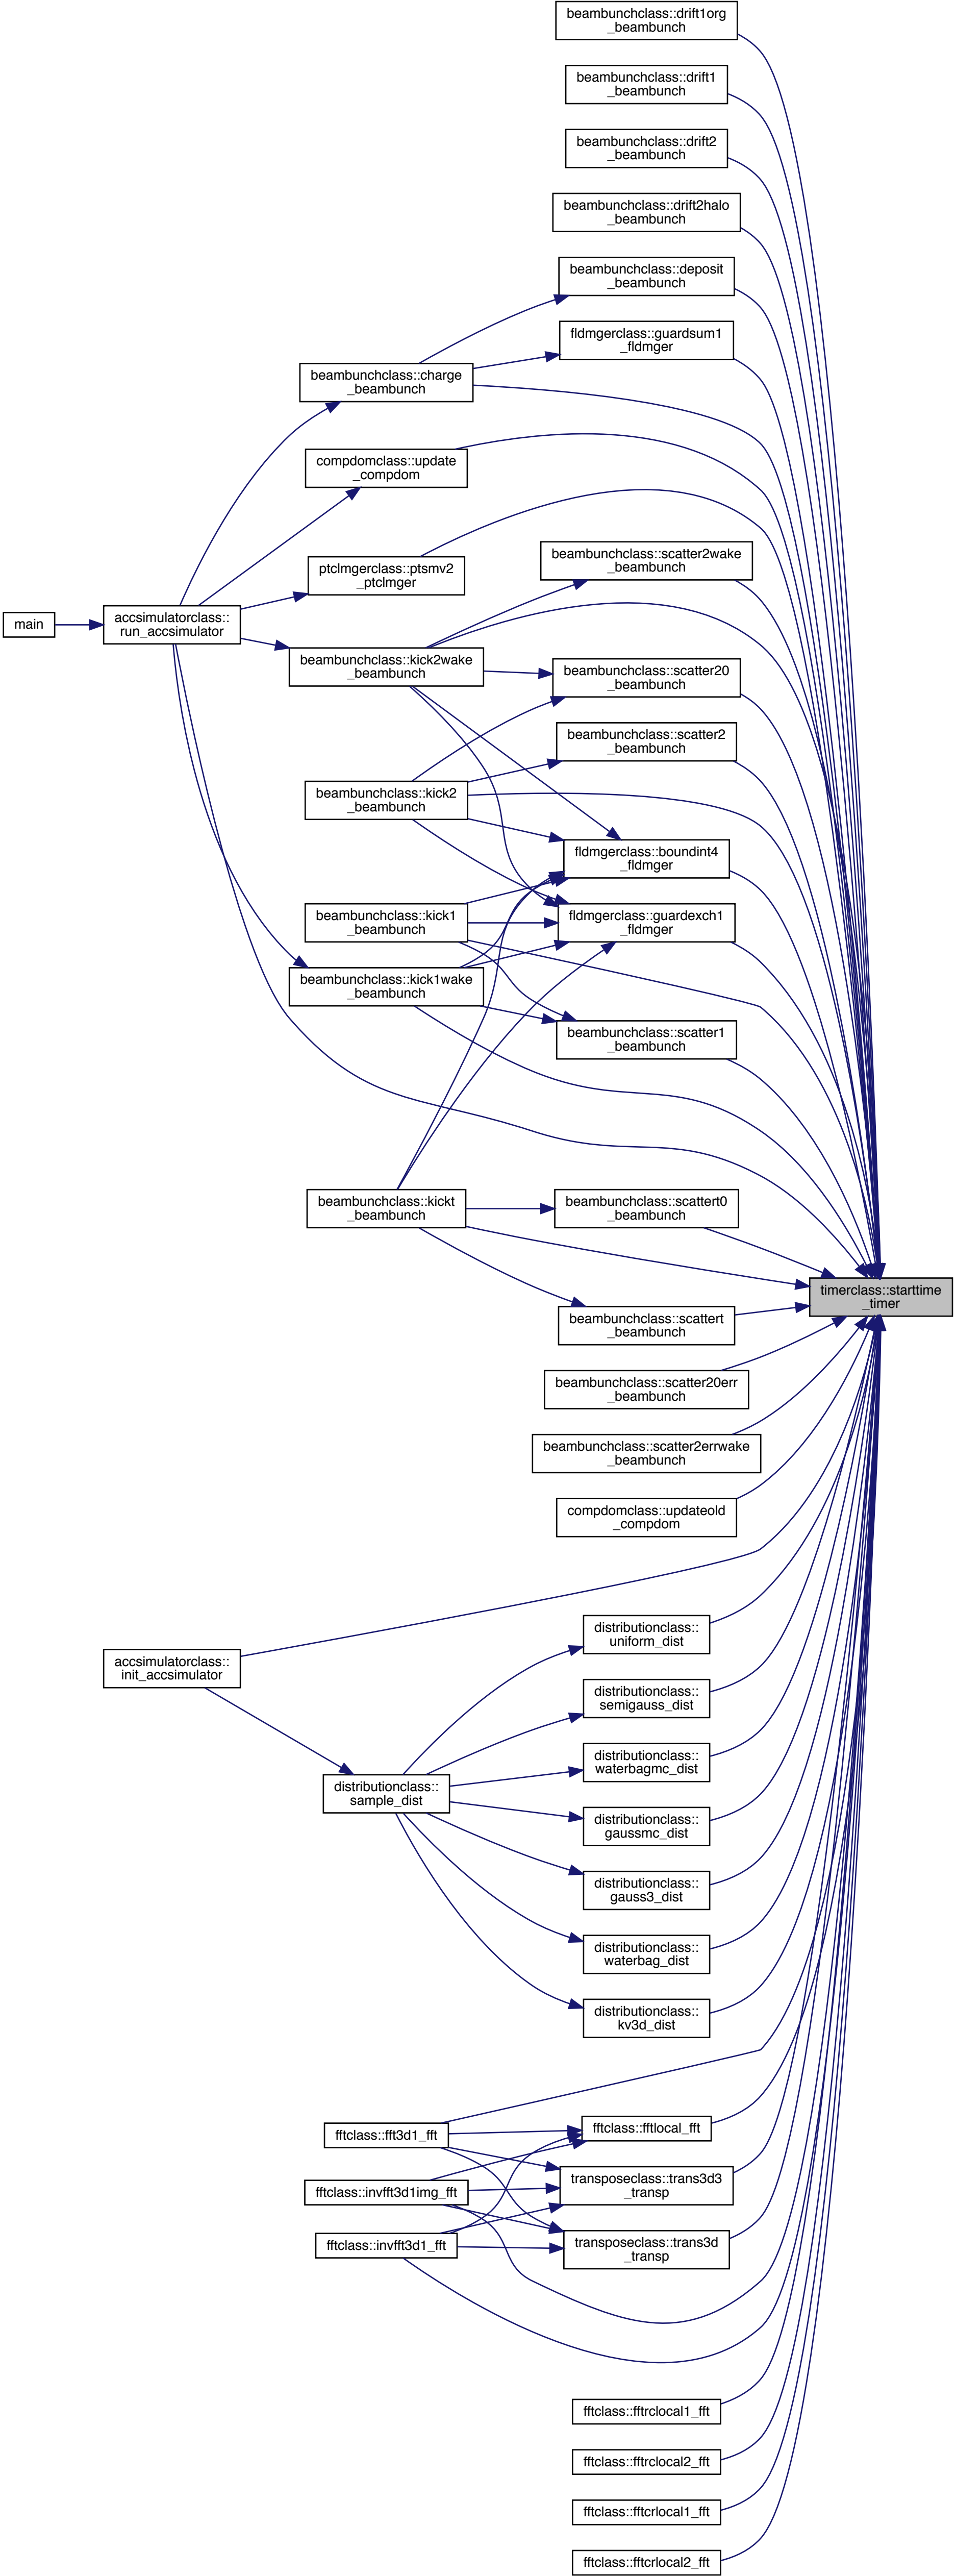 beambunchclass::drift1org
_beambunch
beambunchclass::drift1
_beambunch
beambunchclass::drift2
_beambunch
beambunchclass::drift2halo
_beambunch
beambunchclass::deposit
_beambunch
fldmgerclass::guardsum1
_fldmger
beambunchclass::charge
_beambunch
compdomclass::update
_compdom
ptclmgerclass::ptsmv2
_ptclmger
beambunchclass::scatter2wake
_beambunch
main
accsimulatorclass::
run_accsimulator
beambunchclass::kick2wake
_beambunch
beambunchclass::scatter20
_beambunch
beambunchclass::scatter2
_beambunch
beambunchclass::kick2
_beambunch
fldmgerclass::boundint4
_fldmger
beambunchclass::kick1
_beambunch
fldmgerclass::guardexch1
_fldmger
beambunchclass::kick1wake
_beambunch
beambunchclass::scatter1
_beambunch
beambunchclass::kickt
_beambunch
beambunchclass::scattert0
_beambunch
timerclass::starttime
_timer
beambunchclass::scattert
_beambunch
beambunchclass::scatter20err
_beambunch
beambunchclass::scatter2errwake
_beambunch
compdomclass::updateold
_compdom
distributionclass::
uniform_dist
accsimulatorclass::
init_accsimulator
distributionclass::
semigauss_dist
distributionclass::
waterbagmc_dist
distributionclass::
sample_dist
distributionclass::
gaussmc_dist
distributionclass::
gauss3_dist
distributionclass::
waterbag_dist
distributionclass::
kv3d_dist
fftclass::fft3d1_fft
fftclass::fftlocal_fft
transposeclass::trans3d3
_transp
fftclass::invfft3d1img_fft
fftclass::invfft3d1_fft
transposeclass::trans3d
_transp
fftclass::fftrclocal1_fft
fftclass::fftrclocal2_fft
fftclass::fftcrlocal1_fft
fftclass::fftcrlocal2_fft